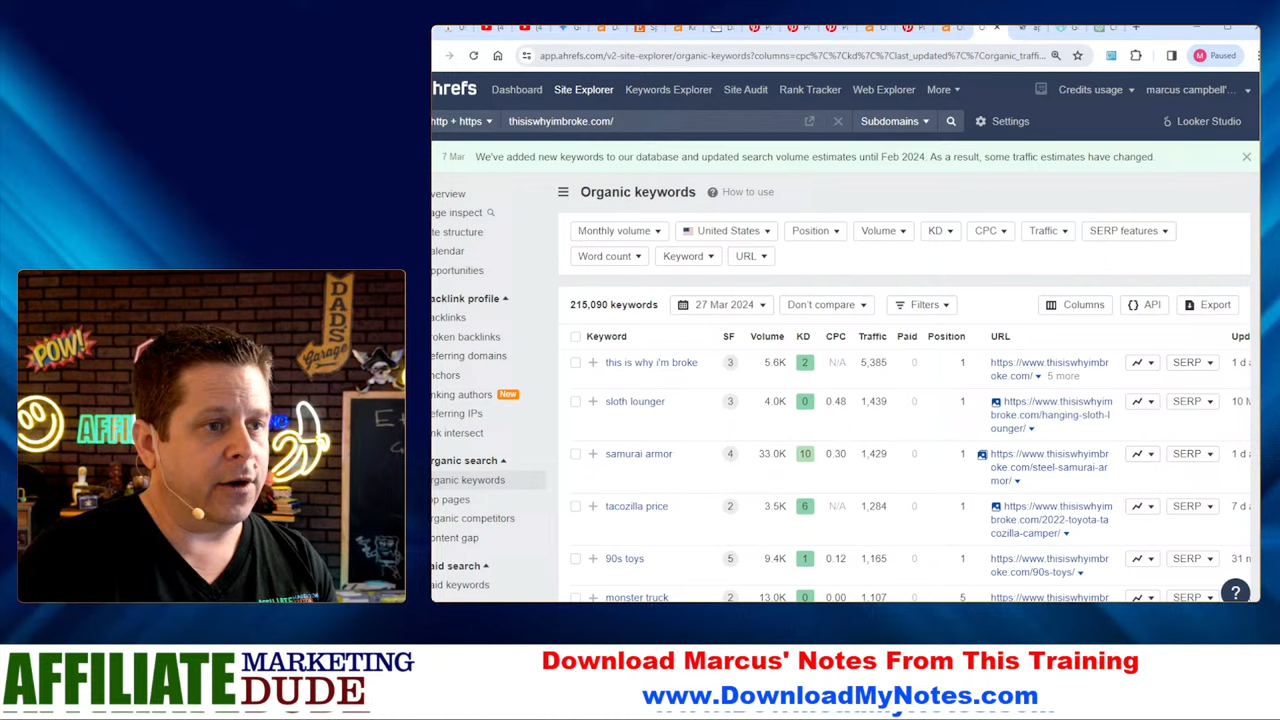 Paused
app.ahrefs.com/v2-site-explorer/organic-keywords?columns=cpc%7C%7Ckd%7C%7Clast_updated%7C%7Corganic_traffi...
hrefs Dashboard Site Explorer Keywords Explorer Site Audit Rank Tracker Web Explorer More Credits usage marcus campbell'...
http + https thisiswhyimbroke.com/ Subdomains Settings Looker Studio
7 Mar We've added new keywords to our database and updated search volume estimates until Feb 2024. As a result, some traffic estimates have changed.
verview
age inspect
te structure
alendar
pportunities
acklink profile
acklinks
oken backlinks
eferring domains
nchors
nking authors New
eferring IPs
nk intersect
rganic search
rganic keywords
op pages
rganic competitors
ontent gap
aid search
aid keywords
Organic keywords How to use
Monthly volume United States Position Volume KD CPC Traffic SERP features
Word count Keyword URL
215,090 keywords 27 Mar 2024 Don't compare Filters Columns API Export
Keyword SF Volume KD CPC Traffic Paid Position URL Upd
this is why i'm broke 3 5.6K 2 N/A 5,385 0 1 https://www.thisiswhyimbr SERP 1 d
oke.com/ 5 more
sloth lounger 3 4.0K 0 0.48 1,439 0 1 https://www.thisiswhyim SERP 10
broke.com/hanging-sloth-l
ounger/
samurai armor 4 33.0K 10 0.30 1,429 0 1 https://www.thisiswhyimbr SERP 1 d
oke.com/steel-samurai-ar
mor/
tacozilla price 2 3.5K 6 N/A 1,284 0 1 https://www.thisiswhyim SERP 7 d
broke.com/2022-toyota-ta
cozilla-camper/
90s toys 5 9.4K 1 0.12 1,165 0 1 https://www.thisiswhyimbr SERP 31
oke.com/90s-toys/
monster truck 2 13.0K 0 0.00 1,107 0 5 https://www.thisiswhyimbr SERP
?
DAD'S
Garage
POW!
AFFI
AFFILIATE MARKETING DUDE
Download Marcus' Notes From This Training
www.DownloadMyNotes.com